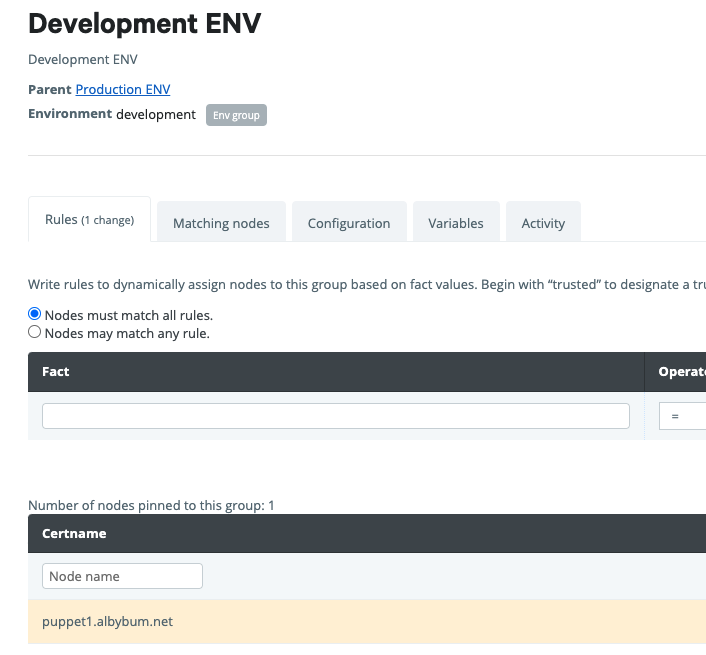 Development ENV
Development ENV
Parent Production ENV
Environment development Env group
Rules (1 change) Matching nodes Configuration Variables Activity
Write rules to dynamically assign nodes to this group based on fact values. Begin with “trusted” to designate a
Nodes must match all rules.
Nodes may match any rule.
Fact
=
Number of nodes pinned to this group: 1
Certname
Node name
puppet1.albybum.net